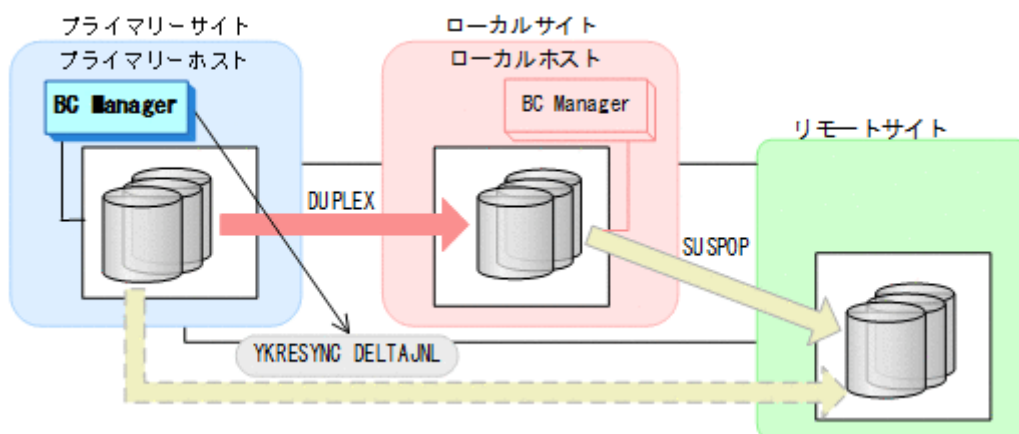 プライマリーサイト
プライマリーホスト
BC Manager
ローカルサイト
ローカルホスト
BC Manager
リモートサイト
DUPLEX
SUSPOP
YKRESYNC DELTAJNL